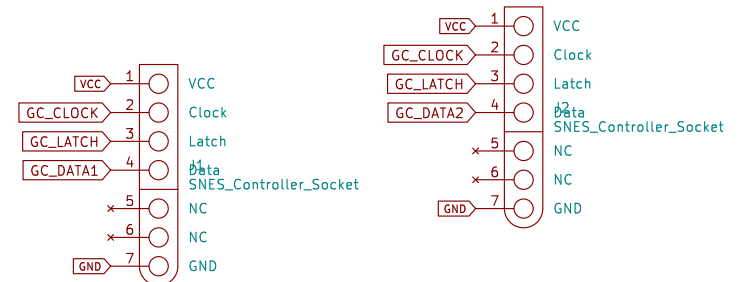 VCC 1 VCC
GC_CLOCK 2 Clock
GC_LATCH 3 Latch
GC_DATA1 4 Data
J1
SNES_Controller_Socket
5 NC
6 NC
GND 7 GND
VCC 1 VCC
GC_CLOCK 2 Clock
GC_LATCH 3 Latch
GC_DATA2 4 Data
J2
SNES_Controller_Socket
5 NC
6 NC
GND 7 GND